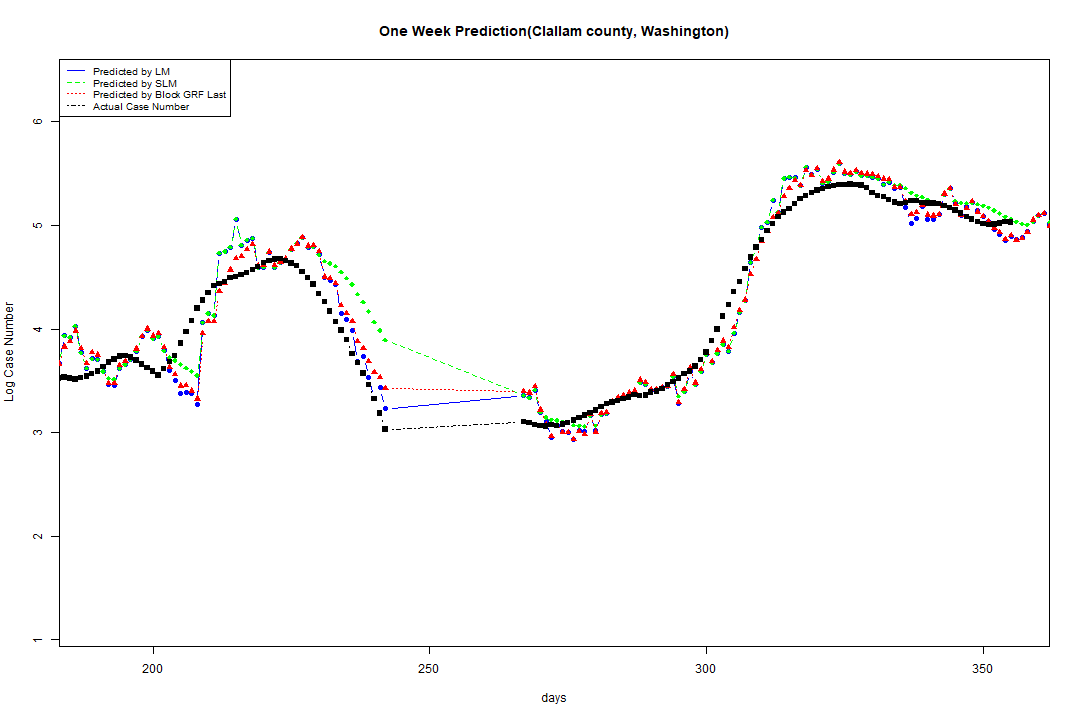 One Week Prediction(Clallam county, Washington)
Predicted by LM
Predicted by SLM
Predicted by Block GRF Last
Actual Case Number
Log Case Number
6
5
4
3
2
1
200 250 300 350
days